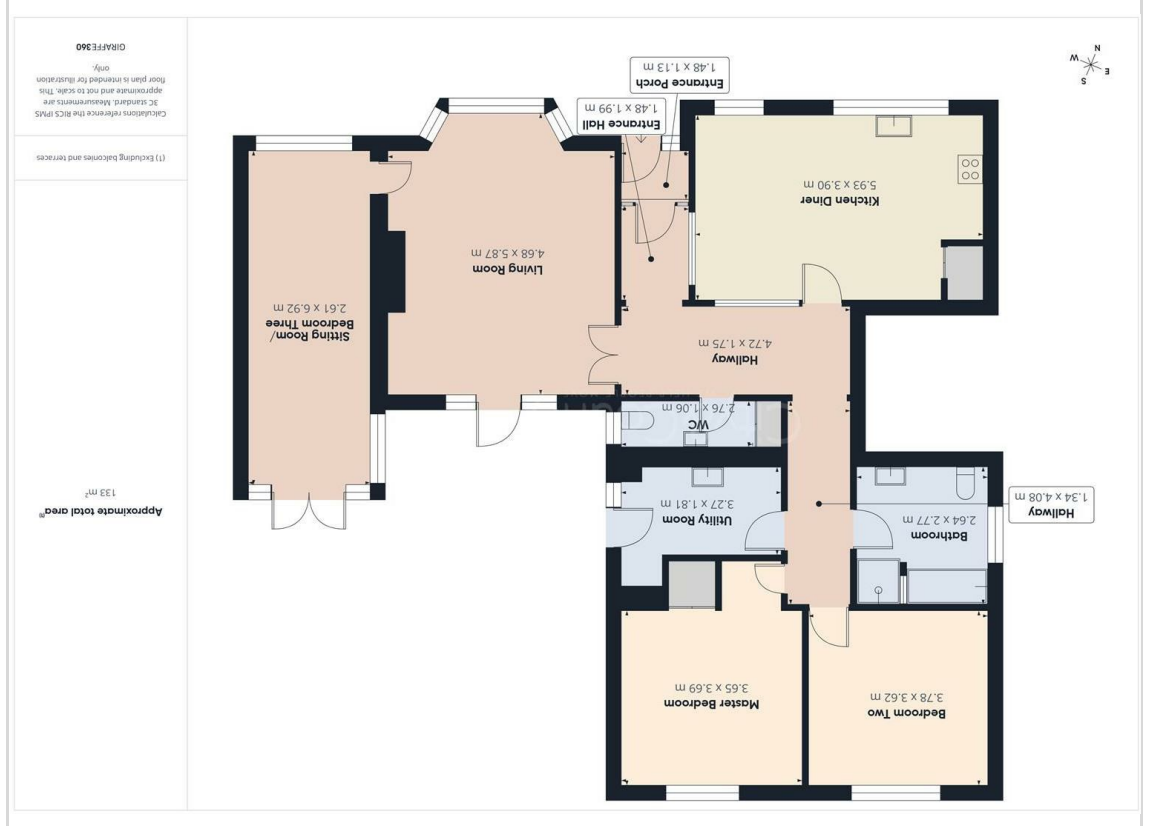 Bedroom Two
3.78 x 3.62 m
Master Bedroom
3.65 x 3.69 m
Bathroom
2.64 x 2.77 m
Hallway
1.34 x 4.08 m
Utility Room
3.27 x 1.81 m
WC
2.76 x 1.06 m
Hallway
4.72 x 1.75 m
Sitting Room/
Bedroom Three
2.61 x 6.92 m
Living Room
4.68 x 5.87 m
Kitchen Diner
5.93 x 3.90 m
Entrance Hall
1.48 x 1.99 m
Entrance Porch
1.48 x 1.13 m
S
E
W
N
Approximate total area⁽¹⁾
133 m²
(1) Excluding balconies and terraces
Calculations reference the RICS IPMS
3C standard. Measurements are
approximate and not to scale. This
floor plan is intended for illustration
only.
GIRAFFE360